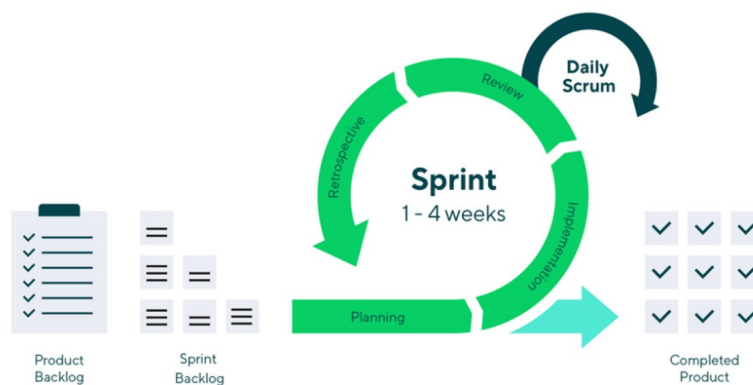 Product
Backlog
Sprint
Backlog
Planning
Implementation
Review
Retrospective
Sprint
1 - 4 weeks
Daily
Scrum
Completed
Product